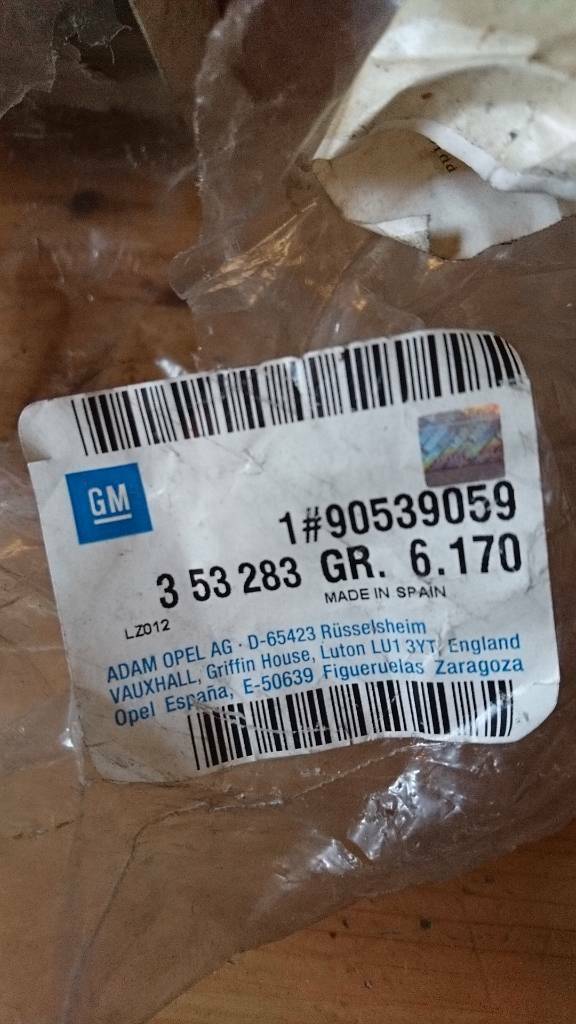 GM
1#90539059
3 53 283 GR. 6.170
MADE IN SPAIN
LZ012
ADAM OPEL AG · D-65423 Rüsselsheim
VAUXHALL, Griffin House, Luton LU1 3YT, England
Opel España, E-50639 Figueruelas Zaragoza